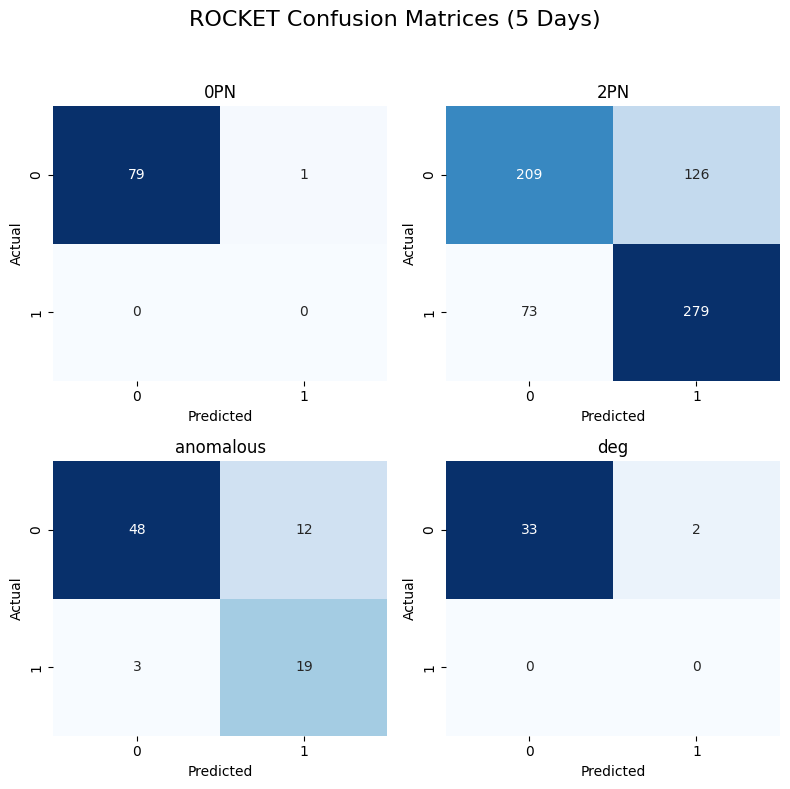 ROCKET Confusion Matrices (5 Days)
0PN
0
79
1
Actual
1
0
0
0
1
Predicted
2PN
0
209
126
Actual
1
73
279
0
1
Predicted
anomalous
0
48
12
Actual
1
3
19
0
1
Predicted
deg
0
33
2
Actual
1
0
0
0
1
Predicted